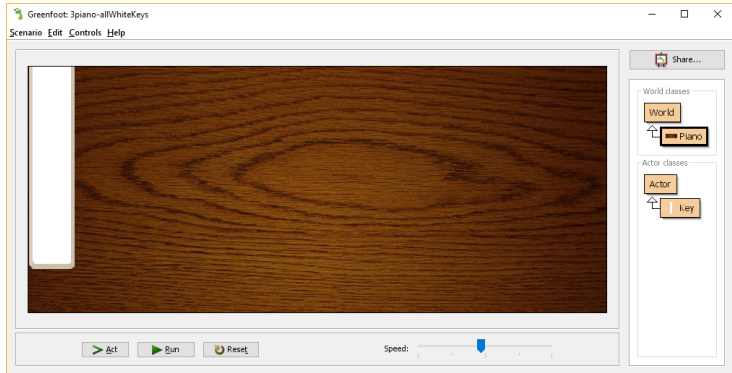 Greenfoot: 3piano-allWhiteKeys
Scenario Edit Controls Help
Share...
World classes
World
Piano
Actor classes
Actor
Key
Act Run Reset Speed: